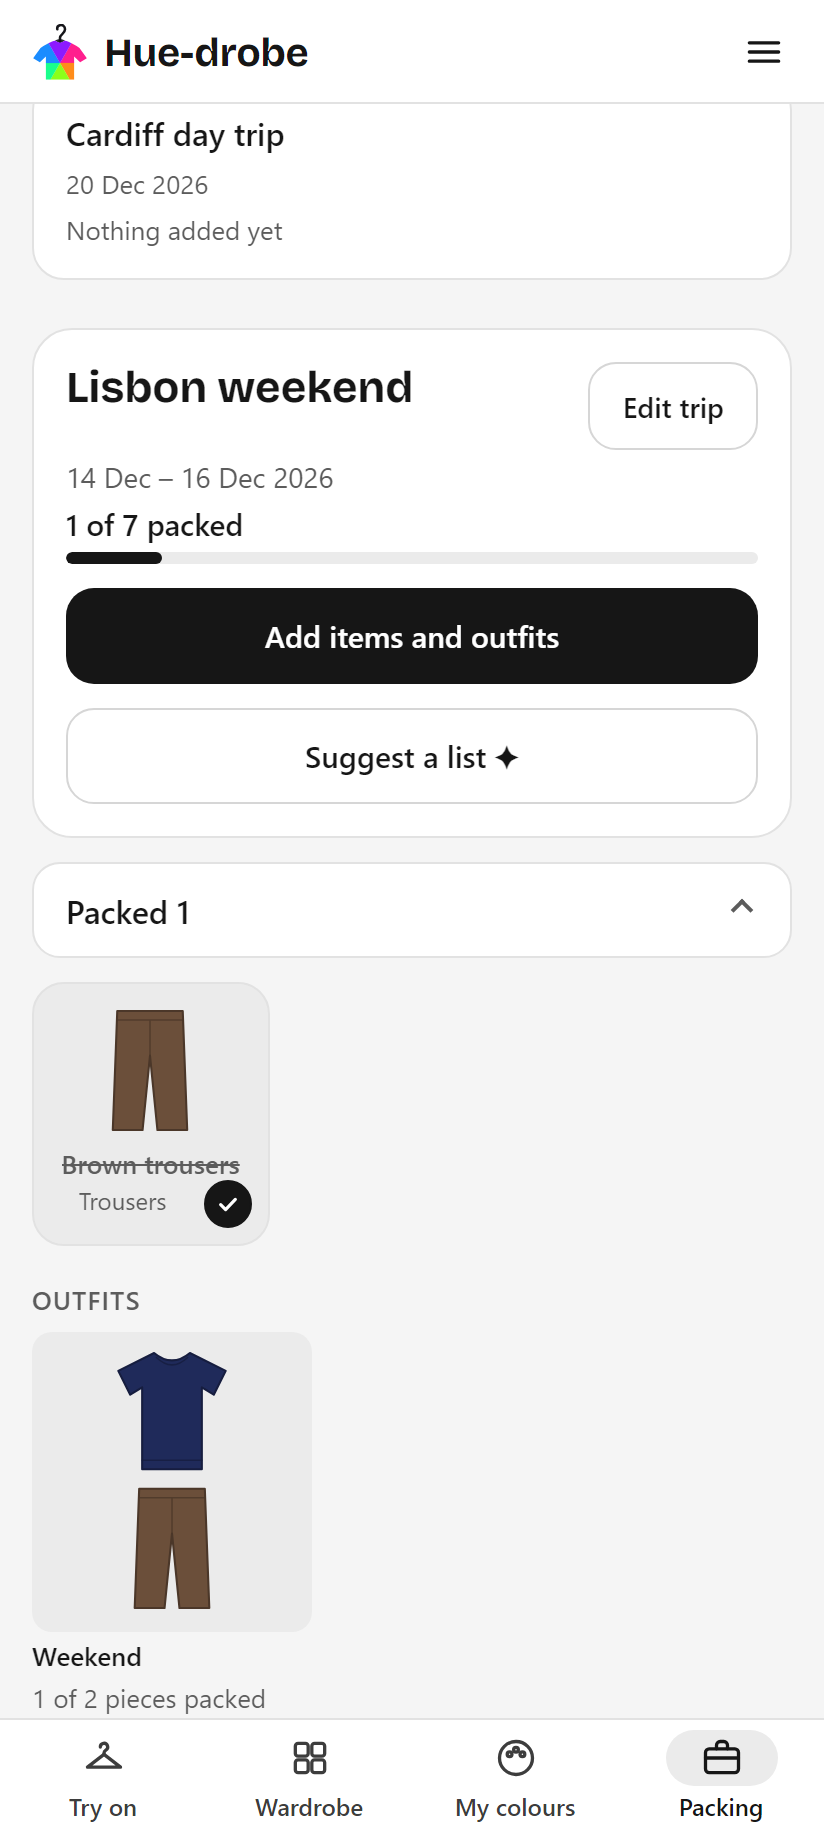 Hue-drobe
Cardiff day trip
20 Dec 2026
Nothing added yet
Lisbon weekend
Edit trip
14 Dec – 16 Dec 2026
1 of 7 packed
Add items and outfits
Suggest a list ✦
Packed 1
Brown trousers
Trousers
OUTFITS
Weekend
1 of 2 pieces packed
Try on
Wardrobe
My colours
Packing